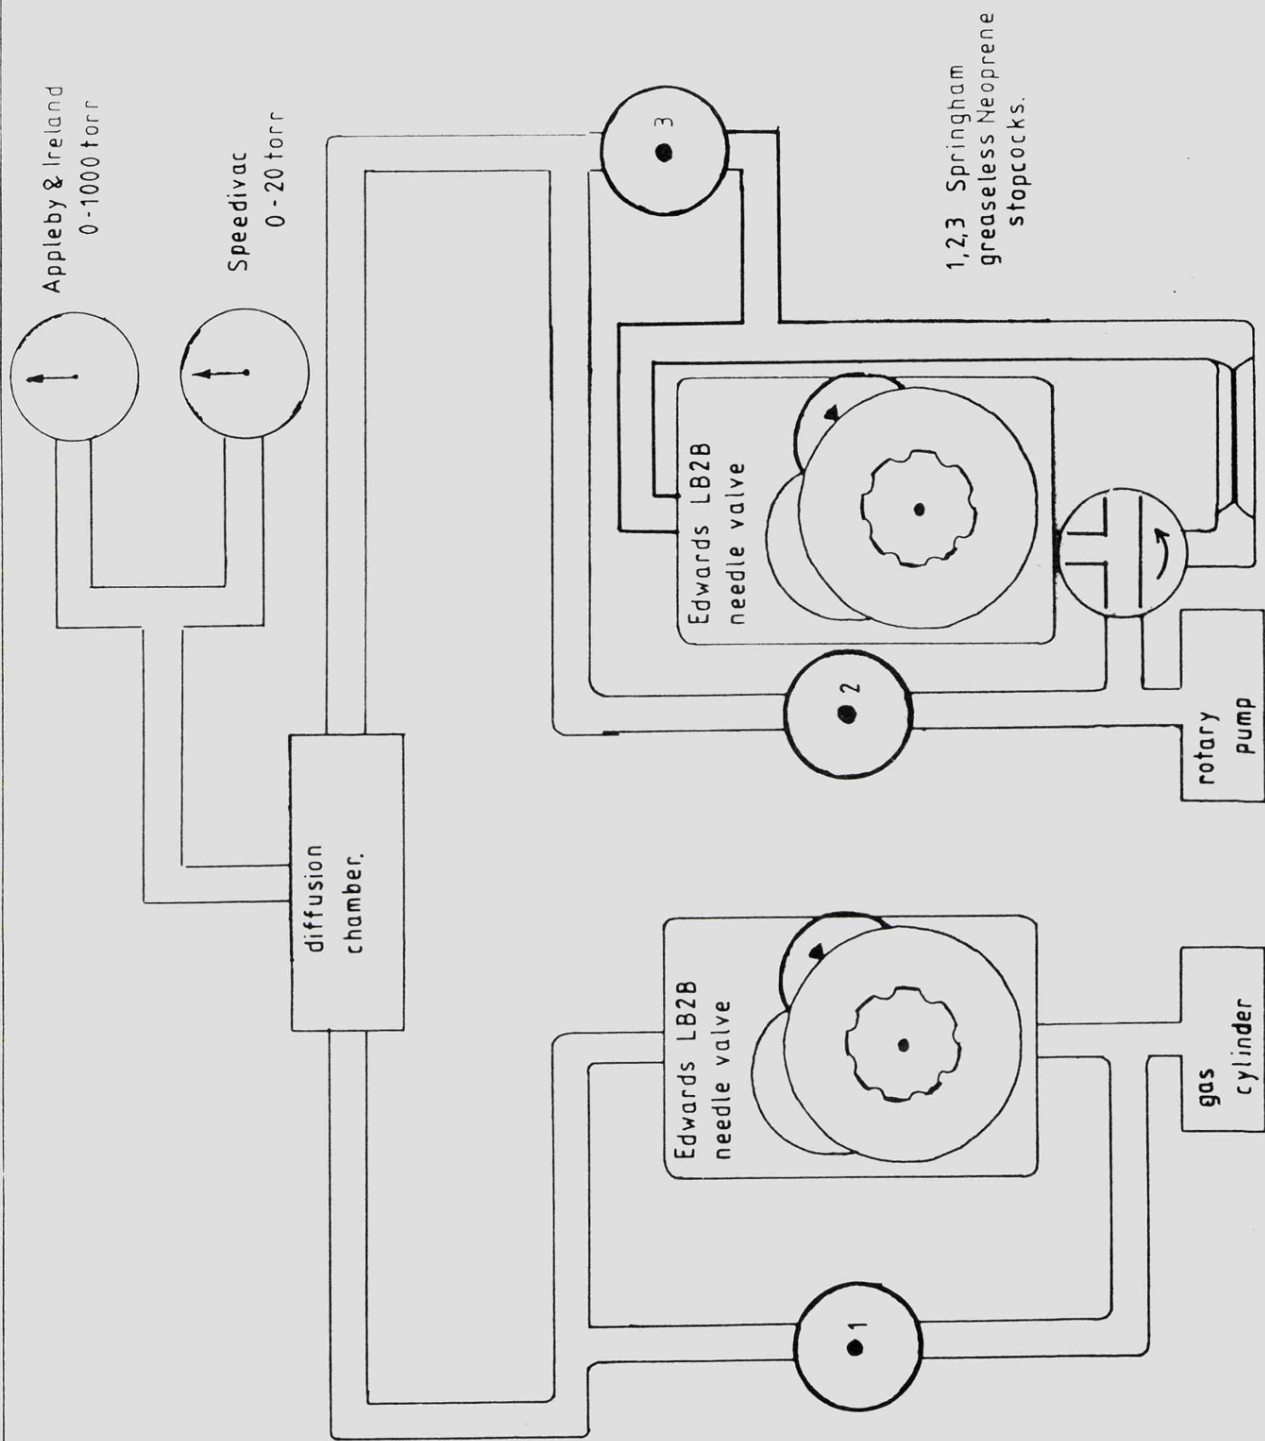 Appleby & Ireland
0-1000 torr
Speedivac
0-20 torr
diffusion
chamber.
3
1,2,3 Springham
greaseless Neoprene
stopcocks.
Edwards LB2B
needle valve
2
rotary
pump
Edwards LB2B
needle valve
1
gas
cylinder